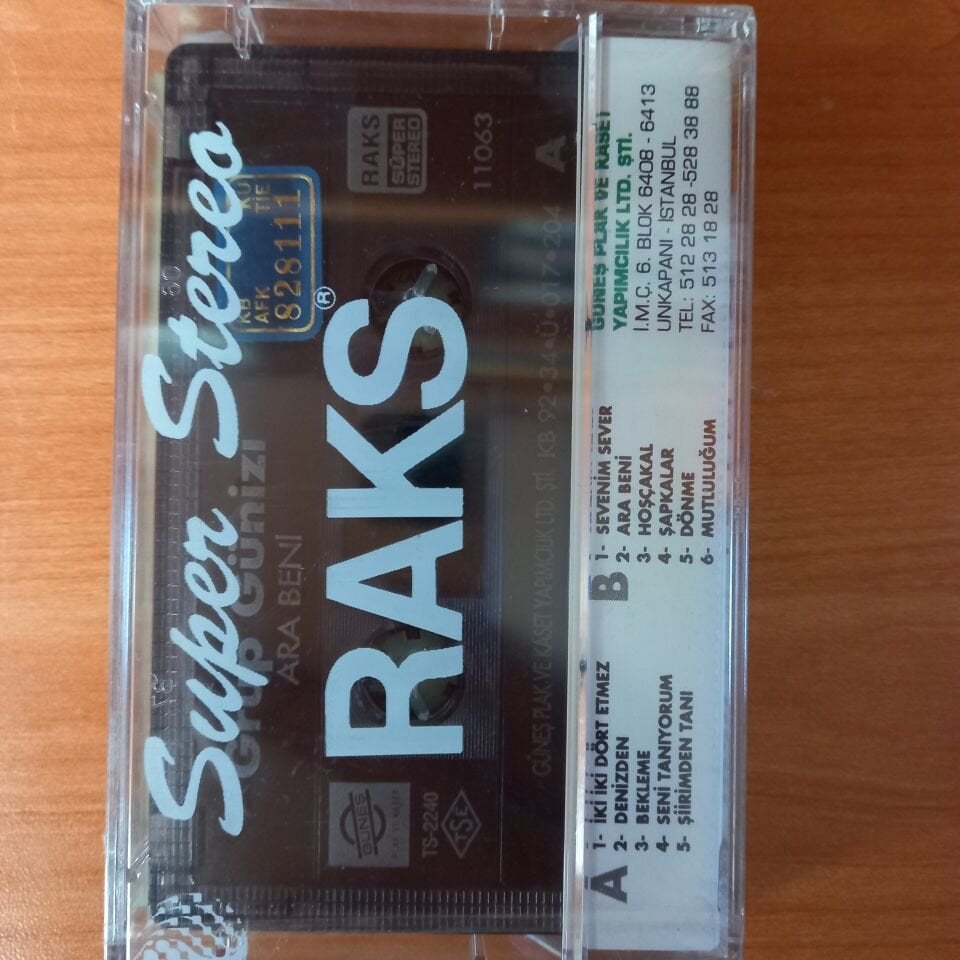 Super Stereo
RAKS
®
Grup Günizi
ARA BENİ
KB
KÜ
AFK
TİE
828111
RAKS
SÜPER
STEREO
11063
A
GÜNEŞ
TS-2240
TSE
GÜNEŞ PLAK VE KASET YAPIMCILIK LTD. ŞTİ. KB 92•34•Ü•017•204
A
1- İKİ İKİ DÖRT ETMEZ
2- DENİZDEN
3- BEKLEME
4- SENİ TANIYORUM
5- ŞİİRİMDEN TANI
B
1- SEVENİM SEVER
2- ARA BENİ
3- HOŞÇAKAL
4- ŞAPKALAR
5- DÖNME
6- MUTLULUĞUM
GÜNEŞ PLAK VE KASET
YAPIMCILIK LTD. ŞTİ.
İ.M.Ç. 6. BLOK 6408 - 6413
UNKAPANI - İSTANBUL
TEL: 512 28 28 -528 38 88
FAX: 513 18 28